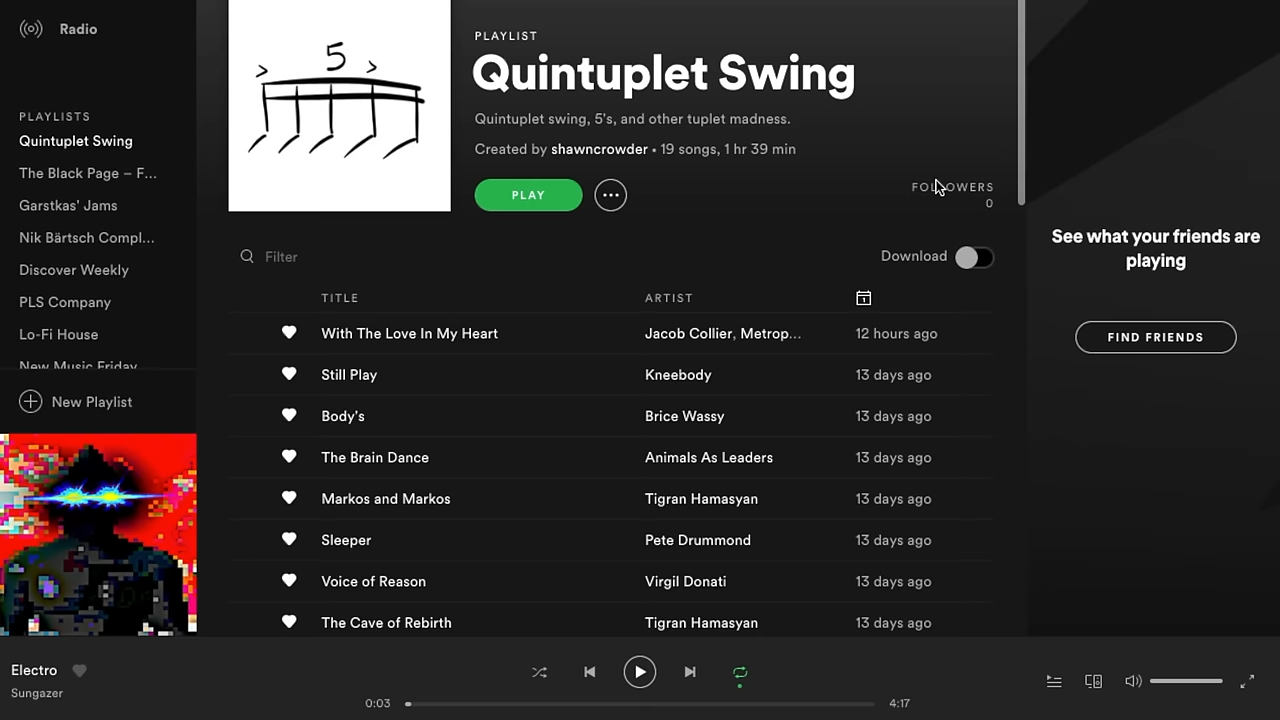 Radio
PLAYLISTS
Quintuplet Swing
The Black Page – F...
Garstkas' Jams
Nik Bärtsch Compl...
Discover Weekly
PLS Company
Lo-Fi House
New Music Friday
New Playlist
5
PLAYLIST
Quintuplet Swing
Quintuplet swing, 5's, and other tuplet madness.
Created by shawncrowder • 19 songs, 1 hr 39 min
PLAY
FOLLOWERS
0
Filter
Download
TITLE ARTIST
With The Love In My Heart Jacob Collier, Metrop... 12 hours ago
Still Play Kneebody 13 days ago
Body's Brice Wassy 13 days ago
The Brain Dance Animals As Leaders 13 days ago
Markos and Markos Tigran Hamasyan 13 days ago
Sleeper Pete Drummond 13 days ago
Voice of Reason Virgil Donati 13 days ago
The Cave of Rebirth Tigran Hamasyan 13 days ago
See what your friends are
playing
FIND FRIENDS
Electro
Sungazer
0:03 4:17